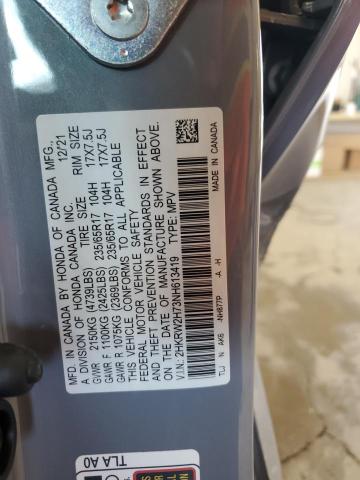 MFD. IN CANADA BY HONDA OF CANADA MFG.,
A DIVISION OF HONDA CANADA INC. 12/'21
TIRE SIZE RIM SIZE
GVWR 2150KG (4739LBS)
GAWR F 1100KG (2425LBS) 235/65R17 104H 17X7.5J
GAWR R 1075KG (2369LBS) 235/65R17 104H 17X7.5J
THIS VEHICLE CONFORMS TO ALL APPLICABLE
FEDERAL MOTOR VEHICLE SAFETY
AND THEFT PREVENTION STANDARDS IN EFFECT
ON THE DATE OF MANUFACTURE SHOWN ABOVE.
V.I.N.: 2HKRW2H73NH613419 TYPE: MPV
TLJ N AK6 -NH877P -A -H
MADE IN CANADA
TLA A0